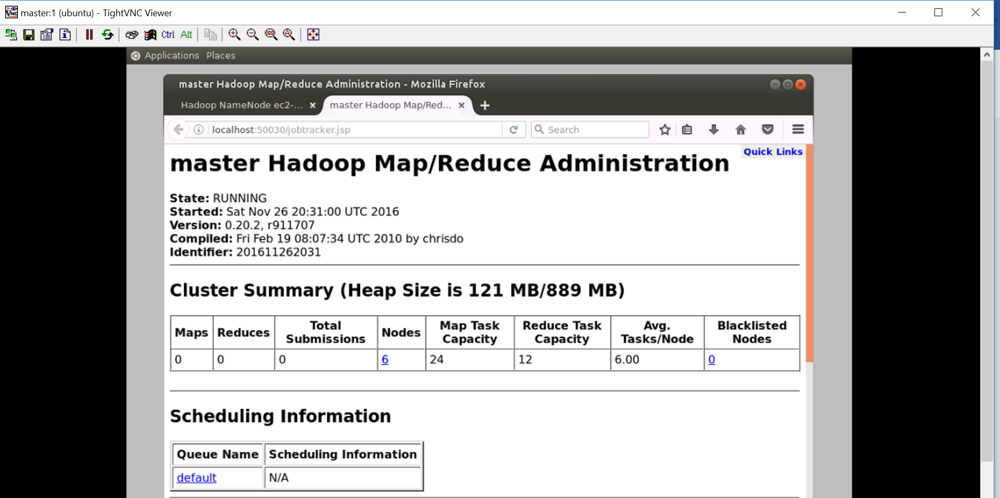 master:1 (ubuntu) - TightVNC Viewer
Ctrl Alt
Applications Places
master Hadoop Map/Reduce Administration - Mozilla Firefox
Hadoop NameNode ec2-... master Hadoop Map/Red...
localhost:50030/jobtracker.jsp Search
Quick Links
master Hadoop Map/Reduce Administration
State: RUNNING
Started: Sat Nov 26 20:31:00 UTC 2016
Version: 0.20.2, r911707
Compiled: Fri Feb 19 08:07:34 UTC 2010 by chrisdo
Identifier: 201611262031
Cluster Summary (Heap Size is 121 MB/889 MB)
Maps Reduces Total Submissions Nodes Map Task Capacity Reduce Task Capacity Avg. Tasks/Node Blacklisted Nodes
0 0 0 6 24 12 6.00 0
Scheduling Information
Queue Name Scheduling Information
default N/A